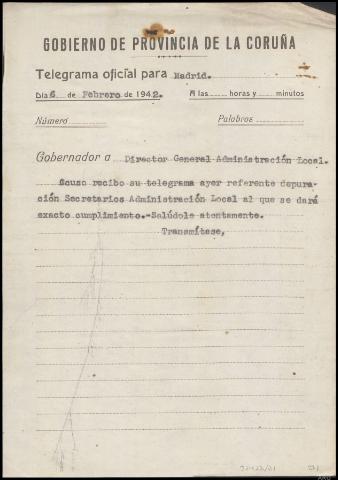 GOBIERNO DE PROVINCIA DE LA CORUÑA
Telegrama oficial para Madrid.
Día 6 de Febrero de 1942. A las horas y minutos
Número Palabras
Gobernador a Director General Administración Local.
Acuso recibo su telegrama ayer referente depura-
ción Secretarios Administración Local al que se dará
exacto cumplimiento.-Salúdole atentamente.
Transmítase,